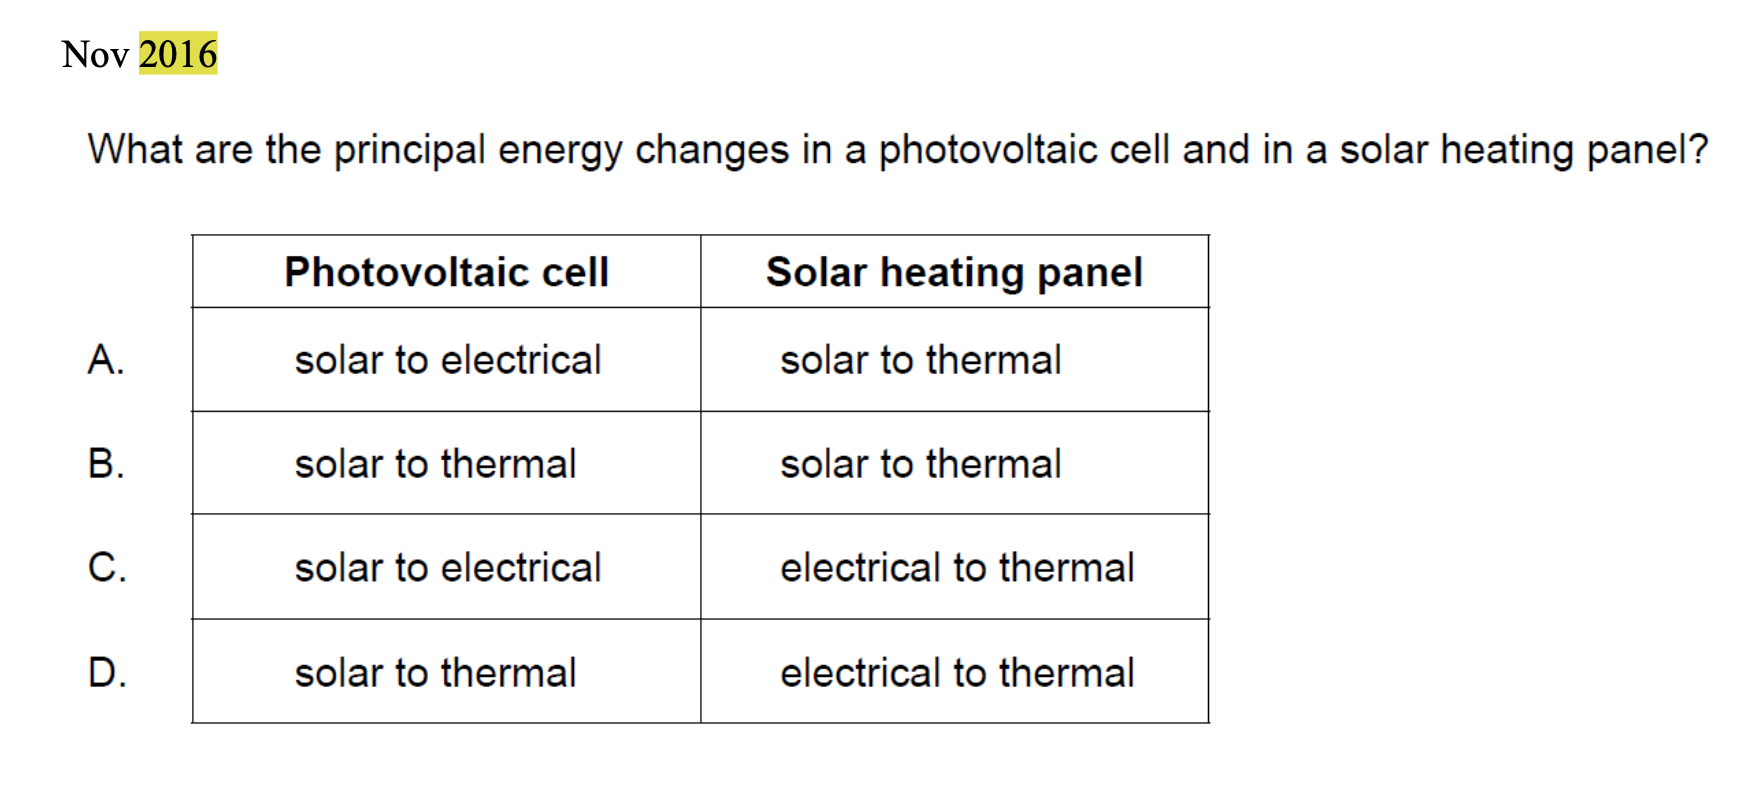 Nov 2016
What are the principal energy changes in a photovoltaic cell and in a solar heating panel?
Photovoltaic cell Solar heating panel
A. solar to electrical solar to thermal
B. solar to thermal solar to thermal
C. solar to electrical electrical to thermal
D. solar to thermal electrical to thermal